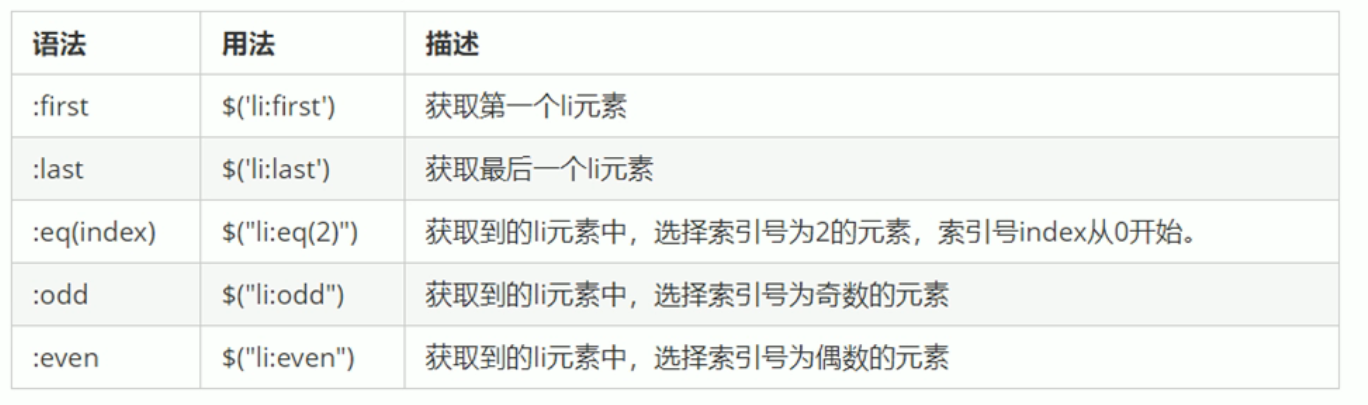 语法 用法 描述
:first $('li:first') 获取第一个li元素
:last $('li:last') 获取最后一个li元素
:eq(index) $("li:eq(2)") 获取到的li元素中，选择索引号为2的元素，索引号index从0开始。
:odd $("li:odd") 获取到的li元素中，选择索引号为奇数的元素
:even $("li:even") 获取到的li元素中，选择索引号为偶数的元素